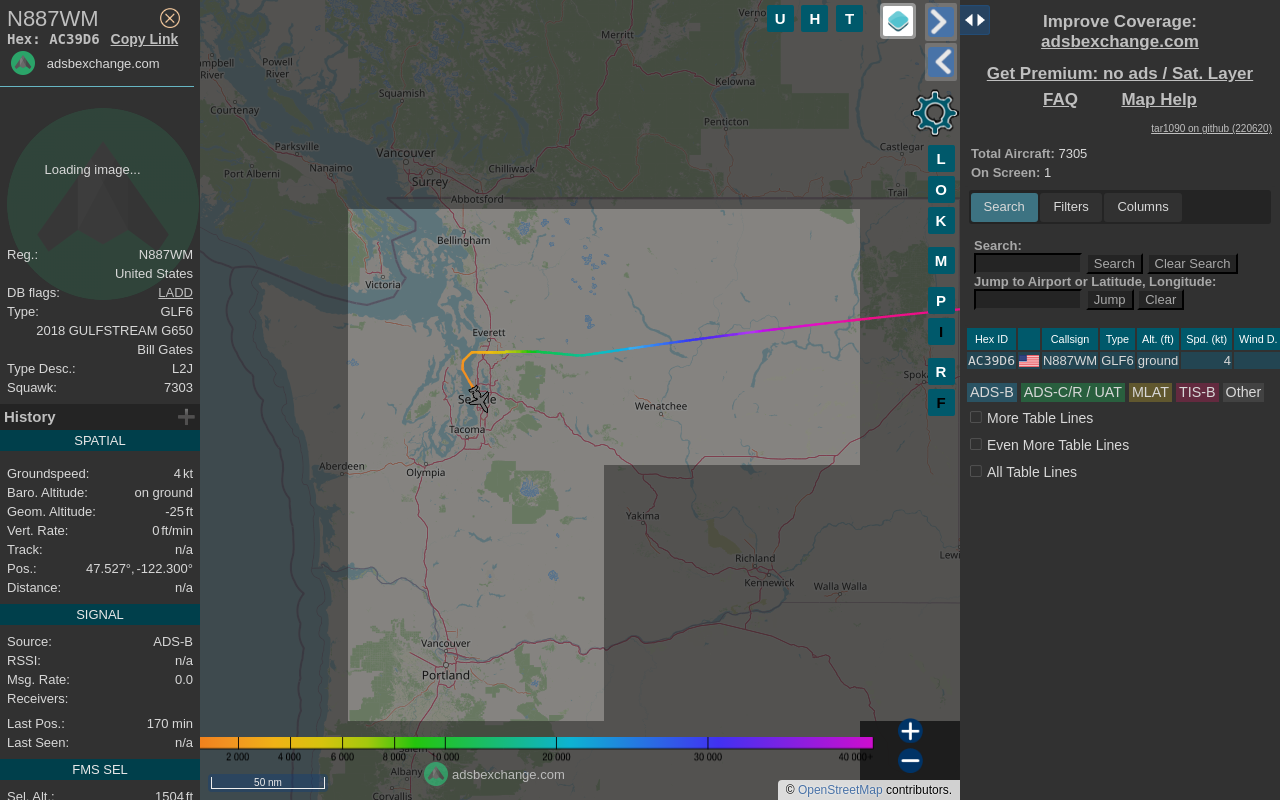 N887WM
Hex: AC39D6 Copy Link
adsbexchange.com
Loading image...
Reg.: N887WM
United States
DB flags: LADD
Type: GLF6
2018 GULFSTREAM G650
Bill Gates
Type Desc.: L2J
Squawk: 7303
History
SPATIAL
Groundspeed: 4 kt
Baro. Altitude: on ground
Geom. Altitude: -25 ft
Vert. Rate: 0 ft/min
Track: n/a
Pos.: 47.527°, -122.300°
Distance: n/a
SIGNAL
Source: ADS-B
RSSI: n/a
Msg. Rate: 0.0
Receivers:
Last Pos.: 170 min
Last Seen: n/a
FMS SEL
Sel. Alt.: 1504 ft
U H T
L
O
K
M
P
I
R
F
Verno
Merritt
mpbell
River
Powell
River
Kelowna
Squamish
Courtenay
Penticton
Parksville
Vancouver
Castlegar
Nanaimo
Port Alberni
Chilliwack
Surrey
Abbotsford
Trail
Bellingham
Victoria
Everett
Spok
Wenatchee
Tacoma
Aberdeen
Olympia
Yakima
Lewi
Richland
Kennewick
Walla Walla
Vancouver
Portland
2 000 4 000 6 000 8 000 10 000 20 000 30 000 40 000+
Albany
Corvallis
50 nm
adsbexchange.com
© OpenStreetMap contributors.
Improve Coverage:
adsbexchange.com
Get Premium: no ads / Sat. Layer
FAQ Map Help
tar1090 on github (220620)
Total Aircraft: 7305
On Screen: 1
Search Filters Columns
Search:
Search Clear Search
Jump to Airport or Latitude, Longitude:
Jump Clear
Hex ID Callsign Type Alt. (ft) Spd. (kt) Wind D.
AC39D6 N887WM GLF6 ground 4
ADS-B ADS-C/R / UAT MLAT TIS-B Other
More Table Lines
Even More Table Lines
All Table Lines